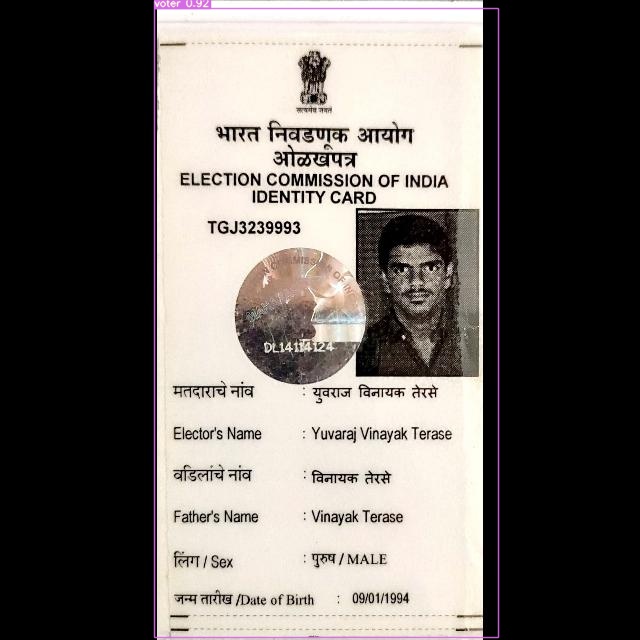 voter 0.92
सत्यमेव जयते
भारत निवडणूक आयोग
ओळखपत्र
ELECTION COMMISSION OF INDIA
IDENTITY CARD
TGJ3239993
DL14114124
मतदाराचे नांव : युवराज विनायक तेरसे
Elector's Name : Yuvaraj Vinayak Terase
वडिलांचे नांव : विनायक तेरसे
Father's Name : Vinayak Terase
लिंग / Sex : पुरुष / MALE
जन्म तारीख /Date of Birth : 09/01/1994